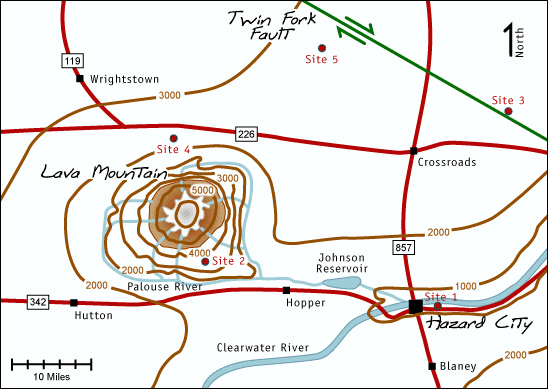 Twin Fork
Fault
North
119
Site 5
Wrightstown
3000
Site 3
226
Site 4
Crossroads
Lava Mountain
3000
5000
2000
857
Site 2
4000
Johnson
Reservoir
2000
2000
Palouse River
1000
342
Hutton
Hopper
Site 1
Hazard City
Clearwater River
2000
2000
Blaney
10 Miles